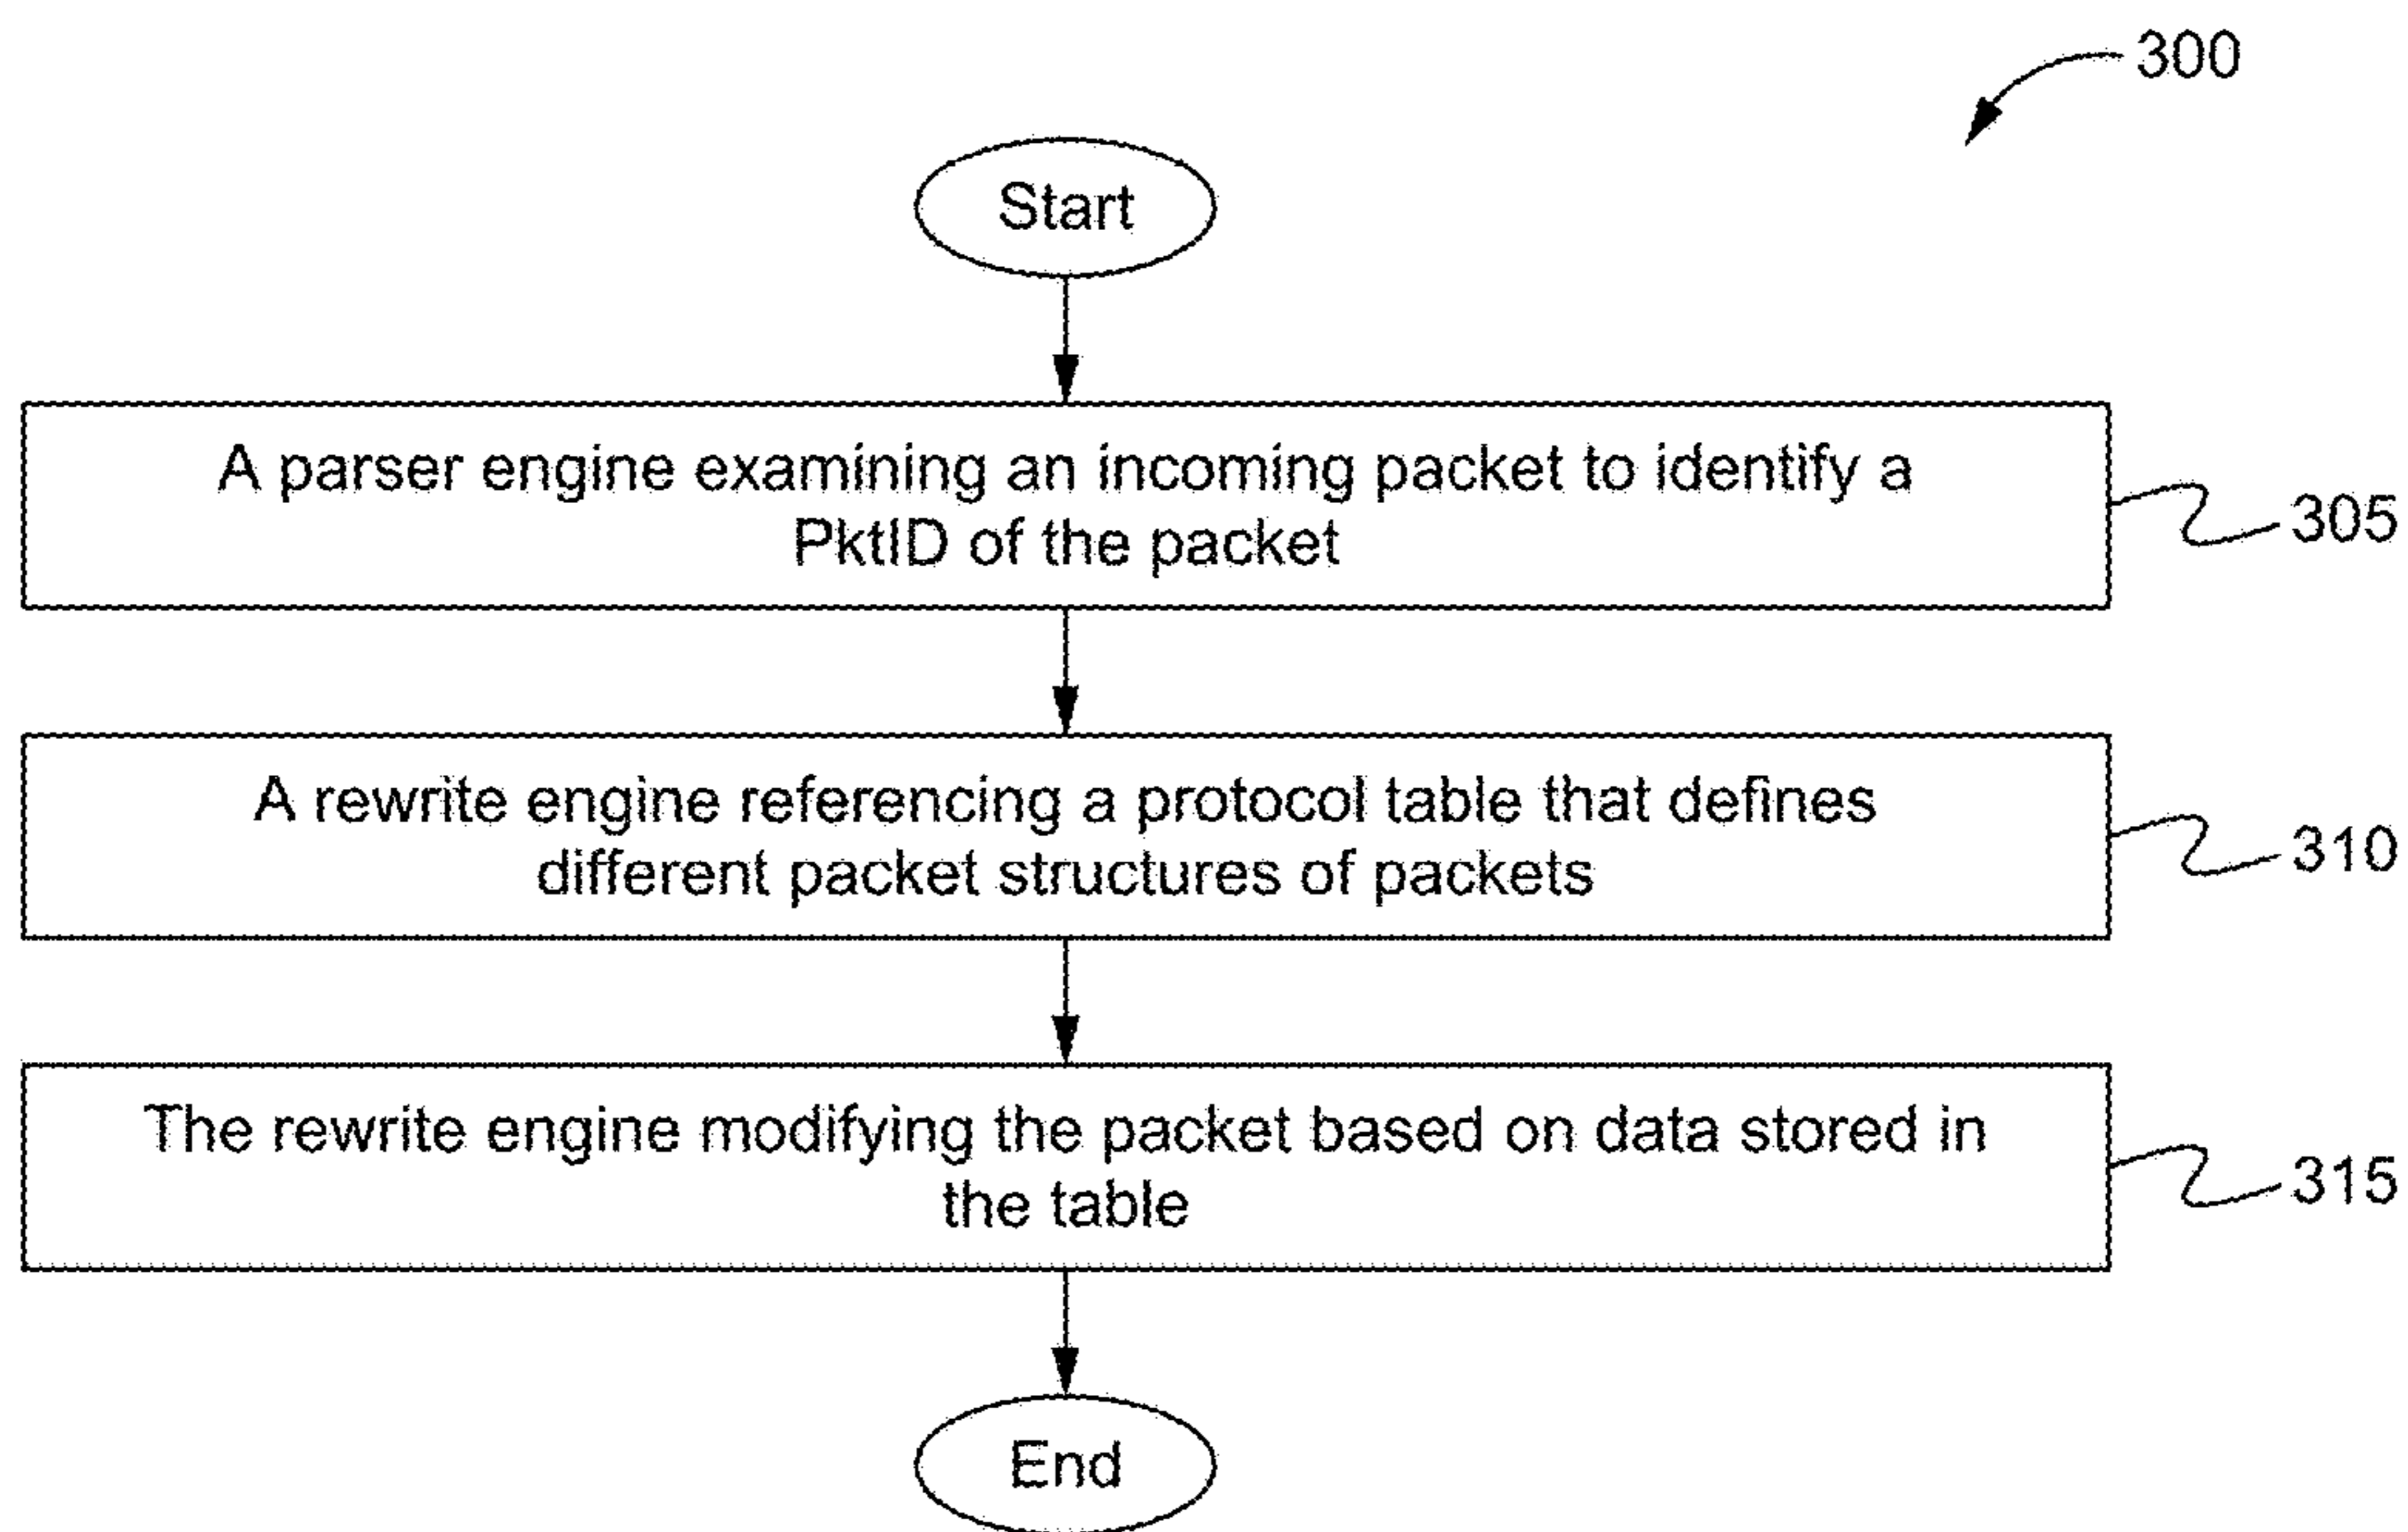 300
Start
A parser engine examining an incoming packet to identify a
PktID of the packet
305
A rewrite engine referencing a protocol table that defines
different packet structures of packets
310
The rewrite engine modifying the packet based on data stored in
the table
315
End